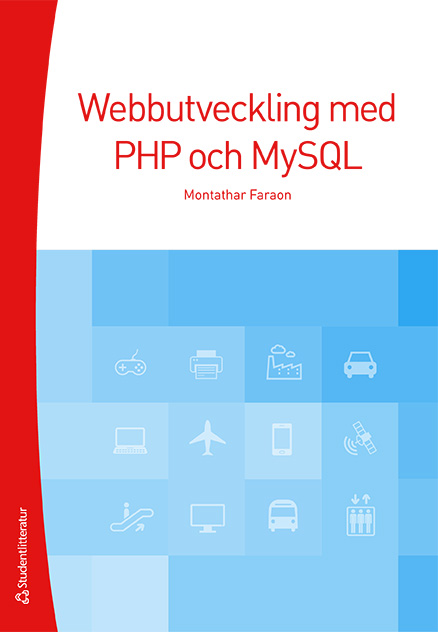 Webbutveckling med
PHP och MySQL
Montathar Faraon
Studentlitteratur